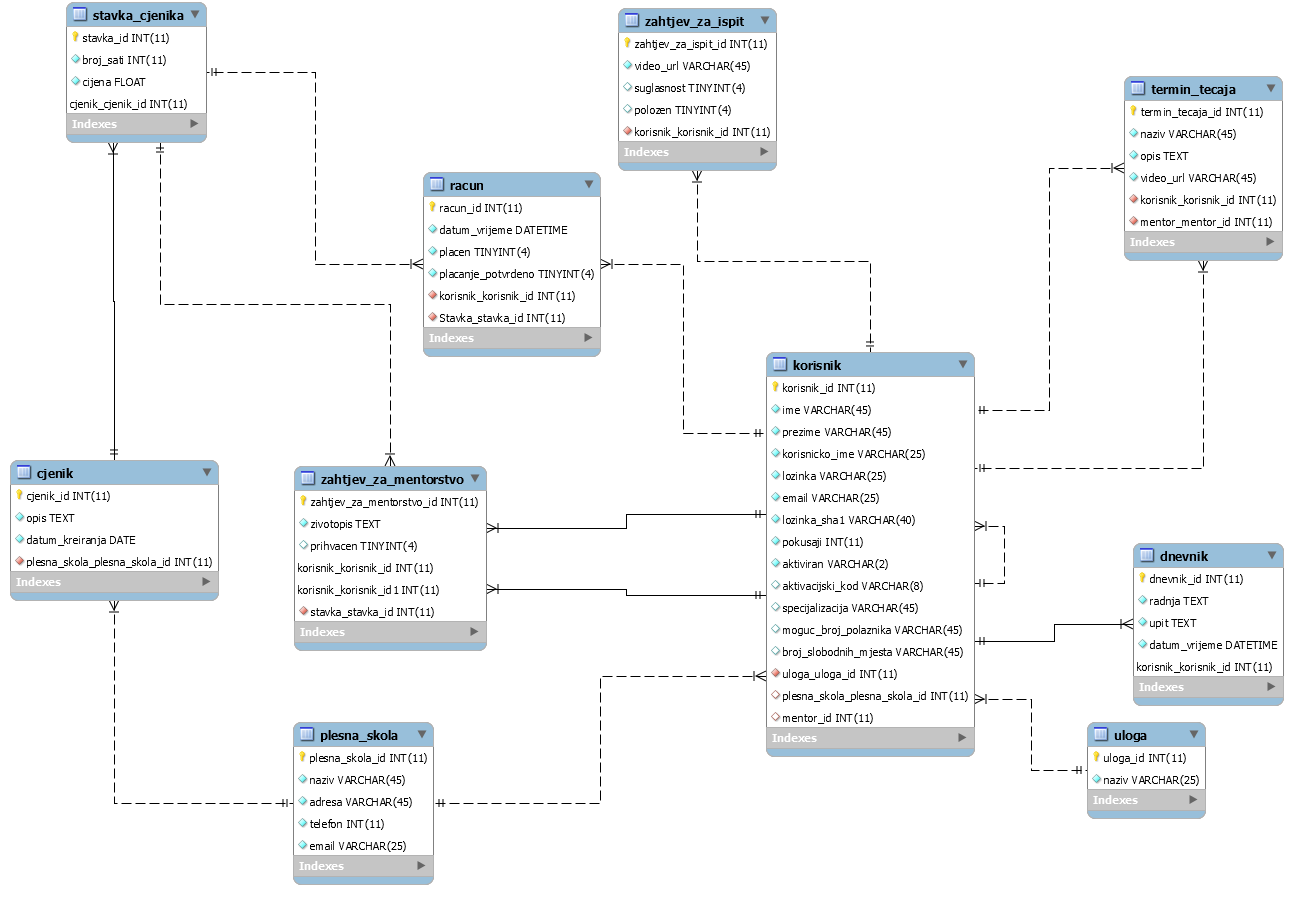 stavka_cjenika
stavka_id INT(11)
broj_sati INT(11)
cijena FLOAT
cjenik_cjenik_id INT(11)
Indexes
zahtjev_za_ispit
zahtjev_za_ispit_id INT(11)
video_url VARCHAR(45)
suglasnost TINYINT(4)
polozen TINYINT(4)
korisnik_korisnik_id INT(11)
Indexes
termin_tecaja
termin_tecaja_id INT(11)
naziv VARCHAR(45)
opis TEXT
video_url VARCHAR(45)
korisnik_korisnik_id INT(11)
mentor_mentor_id INT(11)
Indexes
racun
racun_id INT(11)
datum_vrijeme DATETIME
placen TINYINT(4)
placanje_potvrdeno TINYINT(4)
korisnik_korisnik_id INT(11)
Stavka_stavka_id INT(11)
Indexes
korisnik
korisnik_id INT(11)
ime VARCHAR(45)
prezime VARCHAR(45)
korisnicko_ime VARCHAR(25)
lozinka VARCHAR(25)
email VARCHAR(25)
lozinka_sha1 VARCHAR(40)
pokusaji INT(11)
aktiviran VARCHAR(2)
aktivacijski_kod VARCHAR(8)
specijalizacija VARCHAR(45)
moguc_broj_polaznika VARCHAR(45)
broj_slobodnih_mjesta VARCHAR(45)
uloga_uloga_id INT(11)
plesna_skola_plesna_skola_id INT(11)
mentor_id INT(11)
Indexes
cjenik
cjenik_id INT(11)
opis TEXT
datum_kreiranja DATE
plesna_skola_plesna_skola_id INT(11)
Indexes
zahtjev_za_mentorstvo
zahtjev_za_mentorstvo_id INT(11)
zivotopis TEXT
prihvacen TINYINT(4)
korisnik_korisnik_id INT(11)
korisnik_korisnik_id1 INT(11)
stavka_stavka_id INT(11)
Indexes
dnevnik
dnevnik_id INT(11)
radnja TEXT
upit TEXT
datum_vrijeme DATETIME
korisnik_korisnik_id INT(11)
Indexes
plesna_skola
plesna_skola_id INT(11)
naziv VARCHAR(45)
adresa VARCHAR(45)
telefon INT(11)
email VARCHAR(25)
Indexes
uloga
uloga_id INT(11)
naziv VARCHAR(25)
Indexes